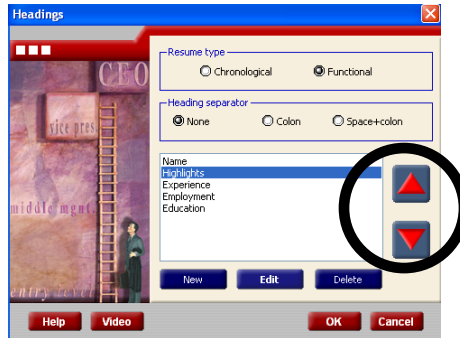 Headings
CEO
vice pres.
middle mgmt.
entry level
Resume type
Chronological Functional
Heading separator
None Colon Space+colon
Name
Highlights
Experience
Employment
Education
New Edit Delete
Help Video OK Cancel